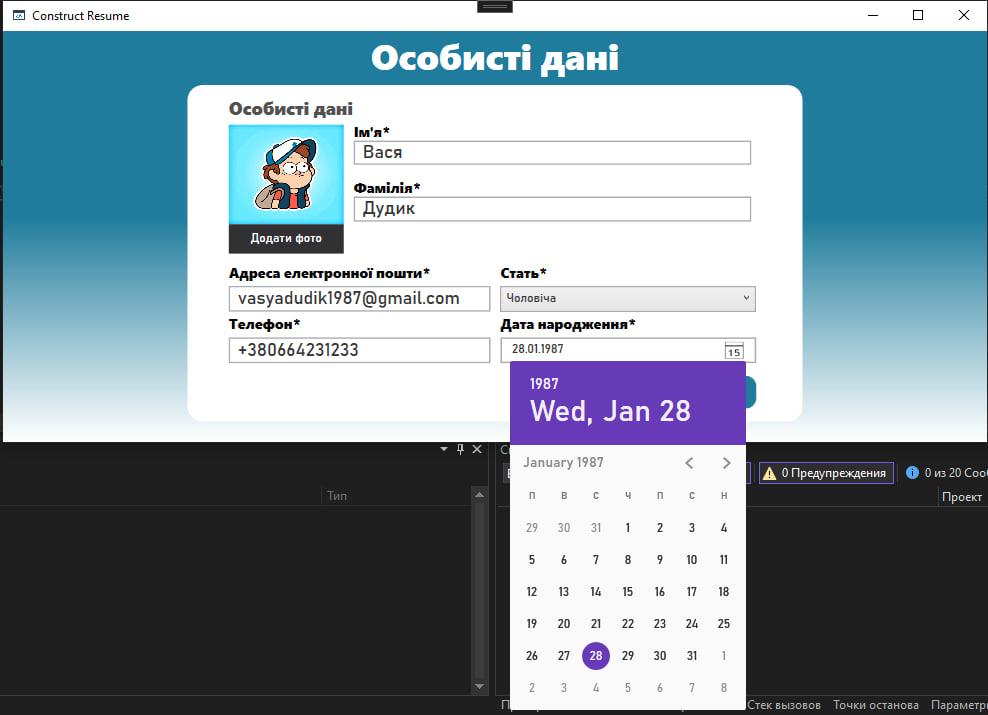 Construct Resume
Особисті дані
Особисті дані
Ім'я*
Вася
Фамілія*
Дудик
Додати фото
Адреса електронної пошти*
Стать*
vasyadudik1987@gmail.com
Чоловіча
Телефон*
Дата народження*
+380664231233
28.01.1987
15
1987
Wed, Jan 28
January 1987
п в с ч п с н
29 30 31 1 2 3 4
5 6 7 8 9 10 11
12 13 14 15 16 17 18
19 20 21 22 23 24 25
26 27 28 29 30 31 1
2 3 4 5 6 7 8
0 Предупреждения
0 из 20 Соо
Тип
Проект
Стек вызовов
Точки останова
Параметр